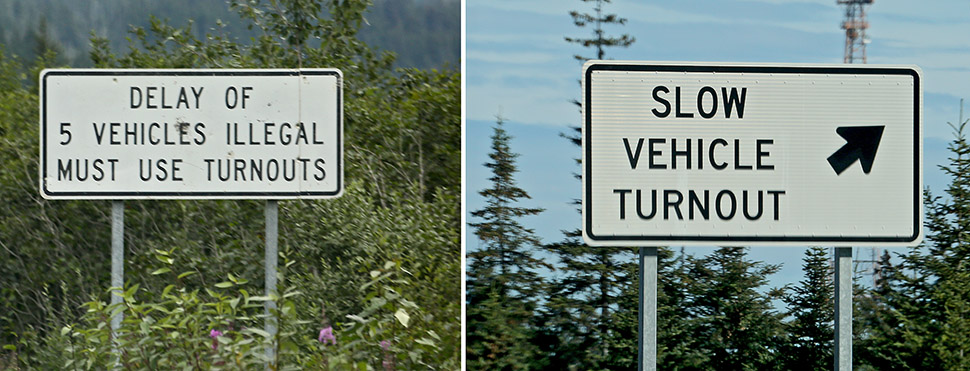 DELAY OF
5 VEHICLES ILLEGAL
MUST USE TURNOUTS
SLOW
VEHICLE
TURNOUT